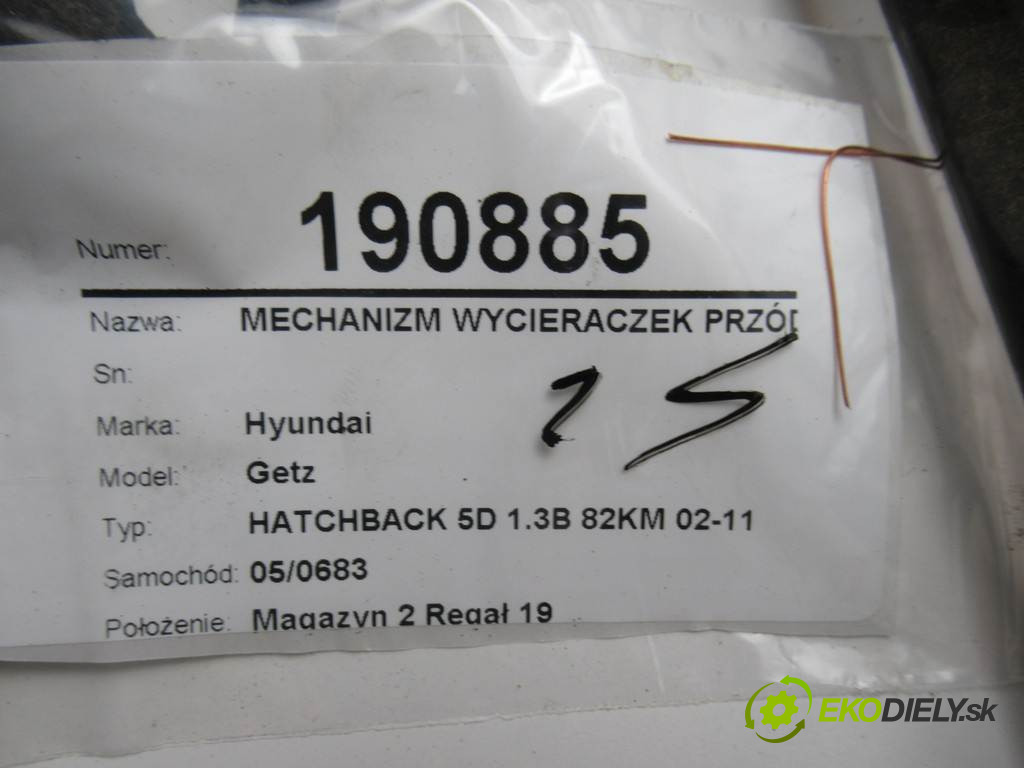 Numer: 190885
Nazwa: MECHANIZM WYCIERACZEK PRZÓD
Sn:
25
Marka: Hyundai
Model: Getz
Typ: HATCHBACK 5D 1.3B 82KM 02-11
Samochód: 05/0683
Położenie: Magazyn 2 Regał 19
EKODIELY.sk